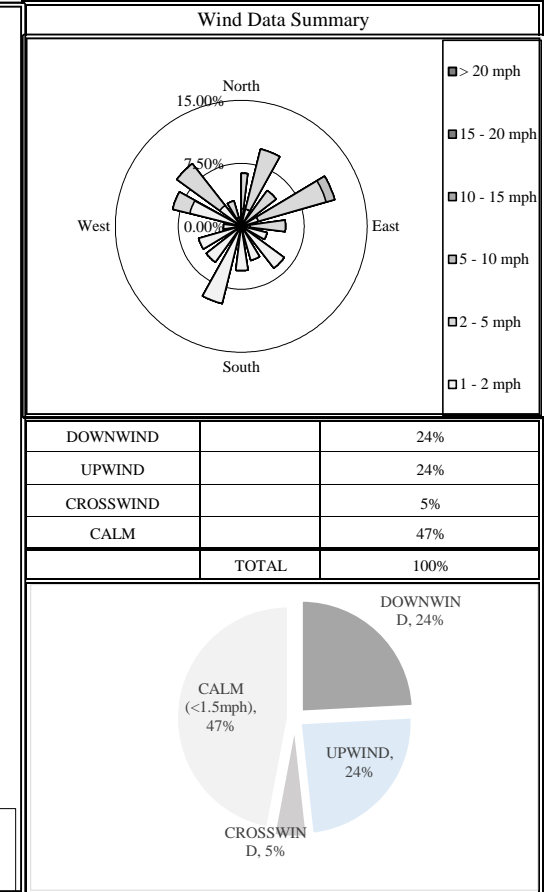 Wind Data Summary
North
15.00%
7.50%
West
0.00%
East
South
> 20 mph
15 - 20 mph
10 - 15 mph
5 - 10 mph
2 - 5 mph
1 - 2 mph
DOWNWIND 24%
UPWIND 24%
CROSSWIND 5%
CALM 47%
TOTAL 100%
DOWNWIN
D, 24%
CALM
(<1.5mph),
47%
UPWIND,
24%
CROSSWIN
D, 5%